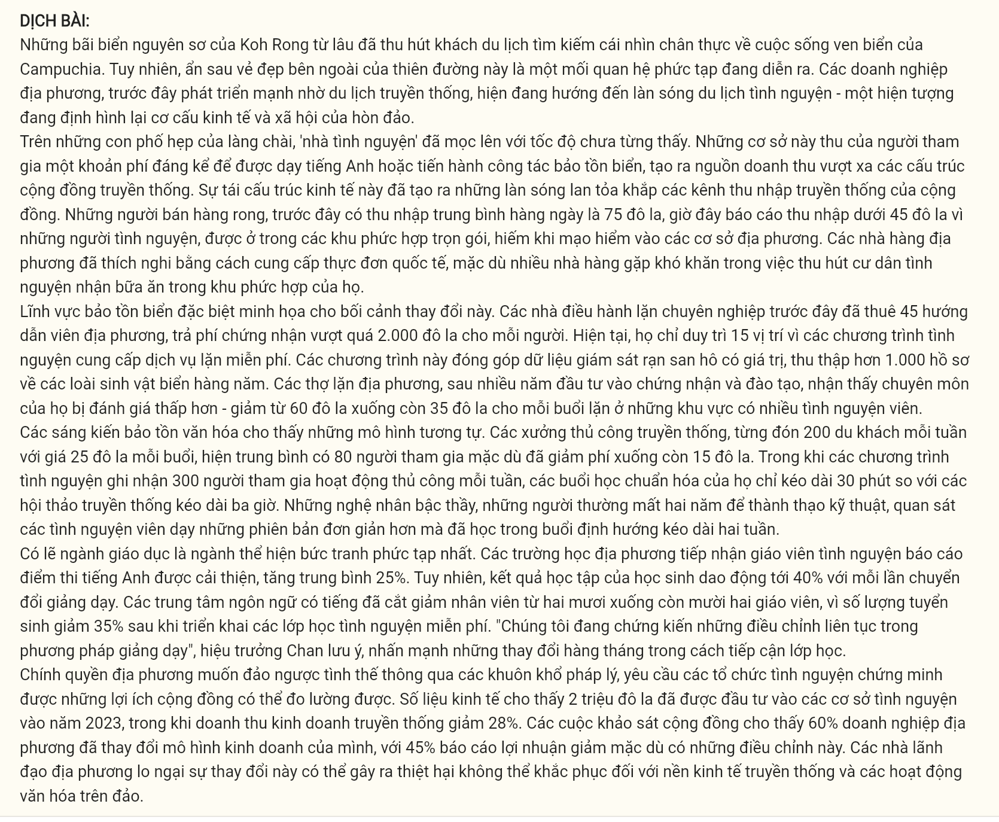 DỊCH BÀI:
Những bãi biển nguyên sơ của Koh Rong từ lâu đã thu hút khách du lịch tìm kiếm cái nhìn chân thực về cuộc sống ven biển của
Campuchia. Tuy nhiên, ẩn sau vẻ đẹp bên ngoài của thiên đường này là một mối quan hệ phức tạp đang diễn ra. Các doanh nghiệp
địa phương, trước đây phát triển mạnh nhờ du lịch truyền thống, hiện đang hướng đến làn sóng du lịch tình nguyện - một hiện tượng
đang định hình lại cơ cấu kinh tế và xã hội của hòn đảo.
Trên những con phố hẹp của làng chài, 'nhà tình nguyện' đã mọc lên với tốc độ chưa từng thấy. Những cơ sở này thu của người tham
gia một khoản phí đáng kể để được dạy tiếng Anh hoặc tiến hành công tác bảo tồn biển, tạo ra nguồn doanh thu vượt xa các cấu trúc
cộng đồng truyền thống. Sự tái cấu trúc kinh tế này đã tạo ra những làn sóng lan tỏa khắp các kênh thu nhập truyền thống của cộng
đồng. Những người bán hàng rong, trước đây có thu nhập trung bình hàng ngày là 75 đô la, giờ đây báo cáo thu nhập dưới 45 đô la vì
những người tình nguyện, được ở trong các khu phức hợp trọn gói, hiếm khi mạo hiểm vào các cơ sở địa phương. Các nhà hàng địa
phương đã thích nghi bằng cách cung cấp thực đơn quốc tế, mặc dù nhiều nhà hàng gặp khó khăn trong việc thu hút cư dân tình
nguyện nhận bữa ăn trong khu phức hợp của họ.
Lĩnh vực bảo tồn biển đặc biệt minh họa cho bối cảnh thay đổi này. Các nhà điều hành lặn chuyên nghiệp trước đây đã thuê 45 hướng
dẫn viên địa phương, trả phí chứng nhận vượt quá 2.000 đô la cho mỗi người. Hiện tại, họ chỉ duy trì 15 vị trí vì các chương trình tình
nguyện cung cấp dịch vụ lặn miễn phí. Các chương trình này đóng góp dữ liệu giám sát rạn san hô có giá trị, thu thập hơn 1.000 hồ sơ
về các loài sinh vật biển hàng năm. Các thợ lặn địa phương, sau nhiều năm đầu tư vào chứng nhận và đào tạo, nhận thấy chuyên môn
của họ bị đánh giá thấp hơn - giảm từ 60 đô la xuống còn 35 đô la cho mỗi buổi lặn ở những khu vực có nhiều tình nguyện viên.
Các sáng kiến bảo tồn văn hóa cho thấy những mô hình tương tự. Các xưởng thủ công truyền thống, từng đón 200 du khách mỗi tuần
với giá 25 đô la mỗi buổi, hiện trung bình có 80 người tham gia mặc dù đã giảm phí xuống còn 15 đô la. Trong khi các chương trình
tình nguyện ghi nhận 300 người tham gia hoạt động thủ công mỗi tuần, các buổi học chuẩn hóa của họ chỉ kéo dài 30 phút so với các
hội thảo truyền thống kéo dài ba giờ. Những nghệ nhân bậc thầy, những người thường mất hai năm để thành thạo kỹ thuật, quan sát
các tình nguyện viên dạy những phiên bản đơn giản hơn mà đã học trong buổi định hướng kéo dài hai tuần.
Có lẽ ngành giáo dục là ngành thể hiện bức tranh phức tạp nhất. Các trường học địa phương tiếp nhận giáo viên tình nguyện báo cáo
điểm thi tiếng Anh được cải thiện, tăng trung bình 25%. Tuy nhiên, kết quả học tập của học sinh dao động tới 40% với mỗi lần chuyển
đổi giảng dạy. Các trung tâm ngôn ngữ có tiếng đã cắt giảm nhân viên từ hai mươi xuống còn mười hai giáo viên, vì số lượng tuyển
sinh giảm 35% sau khi triển khai các lớp học tình nguyện miễn phí. "Chúng tôi đang chứng kiến những điều chỉnh liên tục trong
phương pháp giảng dạy", hiệu trưởng Chan lưu ý, nhấn mạnh những thay đổi hàng tháng trong cách tiếp cận lớp học.
Chính quyền địa phương muốn đảo ngược tình thế thông qua các khuôn khổ pháp lý, yêu cầu các tổ chức tình nguyện chứng minh
được những lợi ích cộng đồng có thể đo lường được. Số liệu kinh tế cho thấy 2 triệu đô la đã được đầu tư vào các cơ sở tình nguyện
vào năm 2023, trong khi doanh thu kinh doanh truyền thống giảm 28%. Các cuộc khảo sát cộng đồng cho thấy 60% doanh nghiệp địa
phương đã thay đổi mô hình kinh doanh của mình, với 45% báo cáo lợi nhuận giảm mặc dù có những điều chỉnh này. Các nhà lãnh
đạo địa phương lo ngại sự thay đổi này có thể gây ra thiệt hại không thể khắc phục đối với nền kinh tế truyền thống và các hoạt động
văn hóa trên đảo.